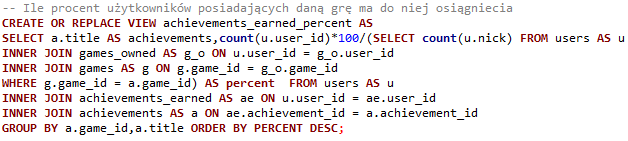 -- Ile procent użytkowników posiadających daną grę ma do niej osiągniecia
CREATE OR REPLACE VIEW achievements_earned_percent AS
SELECT a.title AS achievements,count(u.user_id)*100/(SELECT count(u.nick) FROM users AS u
INNER JOIN games_owned AS g_o ON u.user_id = g_o.user_id
INNER JOIN games AS g ON g.game_id = g_o.game_id
WHERE g.game_id = a.game_id) AS percent  FROM users AS u
INNER JOIN achievements_earned AS ae ON u.user_id = ae.user_id
INNER JOIN achievements AS a ON ae.achievement_id = a.achievement_id
GROUP BY a.game_id,a.title ORDER BY PERCENT DESC;